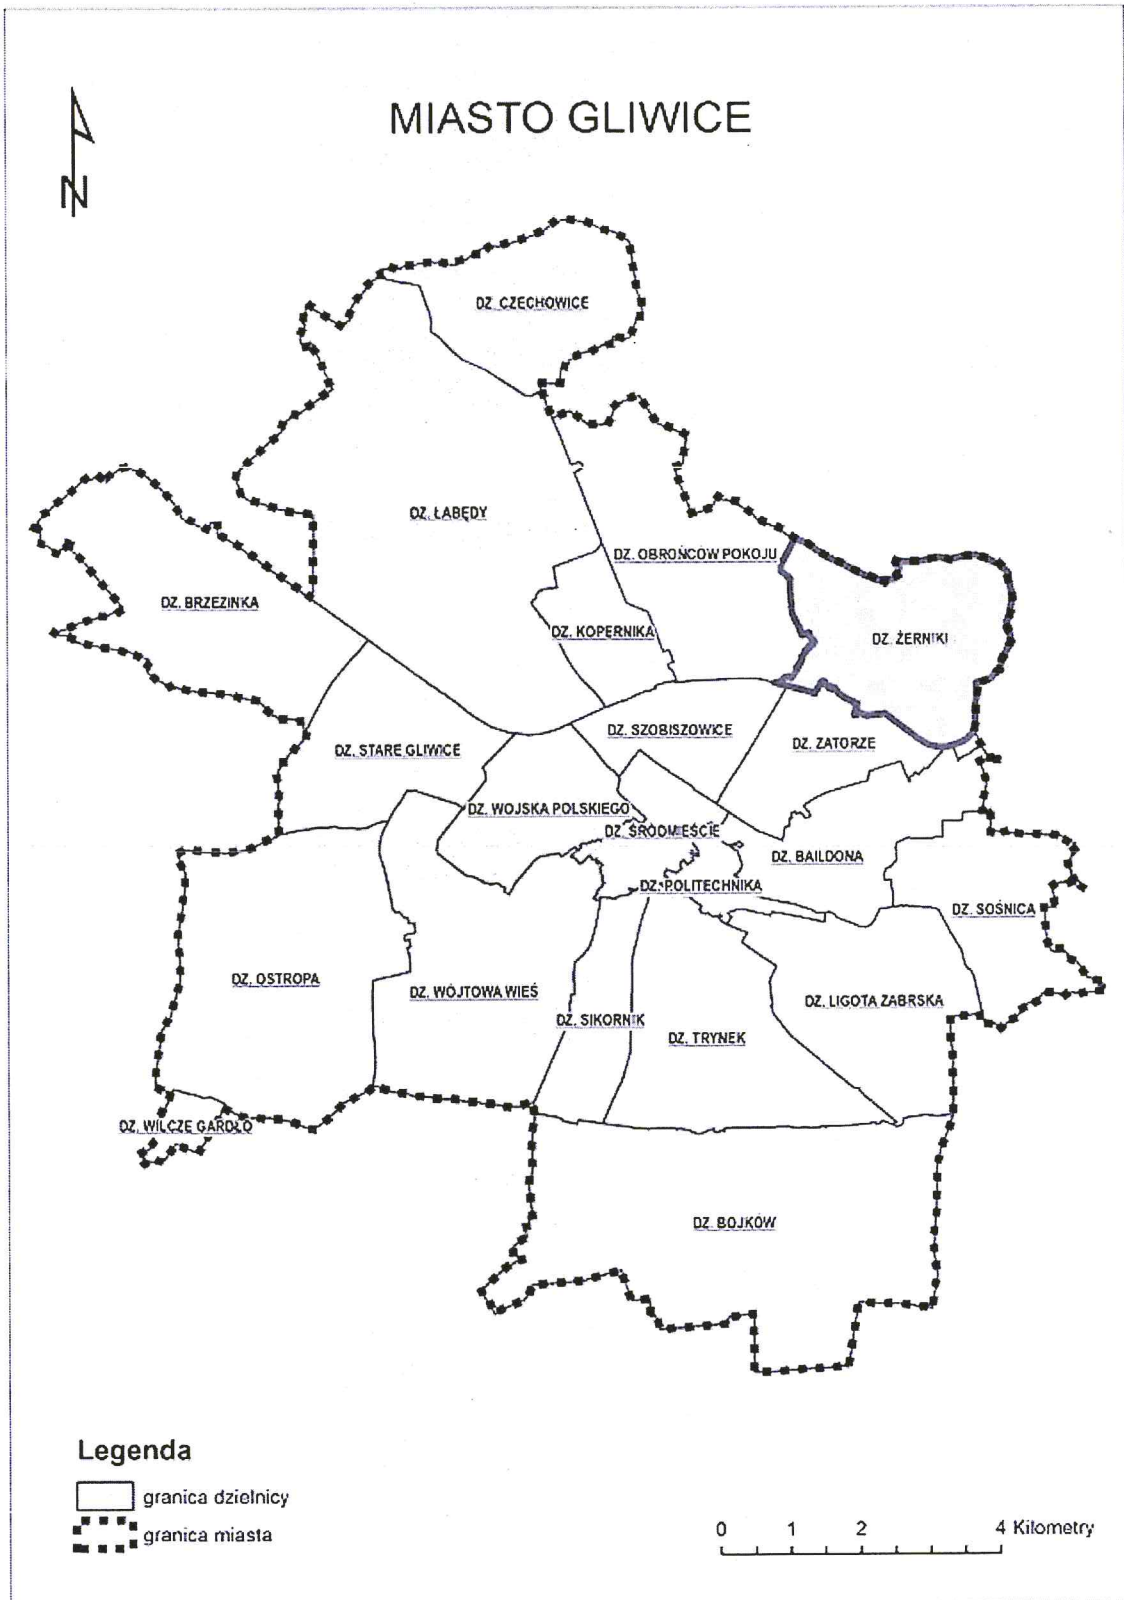 MIASTO GLIWICE
N
DZ. CZECHOWICE
DZ. ŁABĘDY
DZ. OBROŃCÓW POKOJU
DZ. BRZEZINKA
DZ. KOPERNIKA
DZ. ŻERNIKI
DZ. SZOBISZOWICE
DZ. ZATORZE
DZ. STARE GLIWICE
DZ. WOJSKA POLSKIEGO
DZ. ŚRÓDMIEŚCIE
DZ. BAILDONA
DZ. POLITECHNIKA
DZ. SOŚNICA
DZ. OSTROPA
DZ. WÓJTOWA WIEŚ
DZ. LIGOTA ZABRSKA
DZ. SIKORNIK
DZ. TRYNEK
DZ. WILCZE GARDŁO
DZ. BOJKÓW
Legenda
granica dzielnicy
granica miasta
0 1 2 4 Kilometry